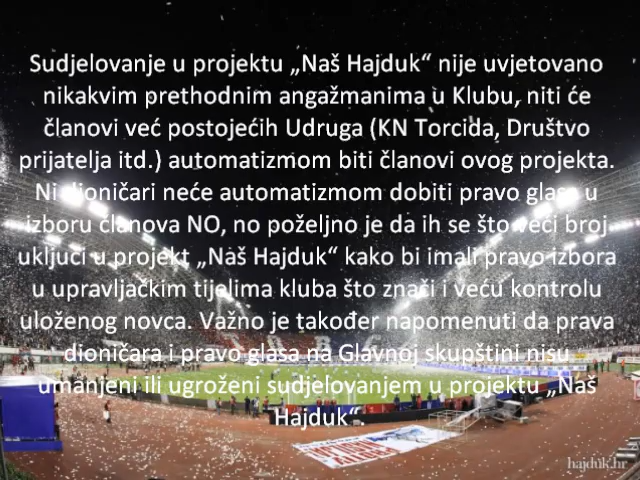 Sudjelovanje u projektu „Naš Hajduk“ nije uvjetovano
nikakvim prethodnim angažmanima u Klubu, niti će
članovi već postojećih Udruga (KN Torcida, Društvo
prijatelja itd.) automatizmom biti članovi ovog projekta.
Ni dioničari neće automatizmom dobiti pravo glasa u
izboru članova NO, no poželjno je da ih se što veći broj
uključi u projekt „Naš Hajduk“ kako bi imali pravo izbora
u upravljačkim tijelima kluba što znači i veću kontrolu
uloženog novca. Važno je također napomenuti da prava
dioničara i pravo glasa na Glavnoj skupštini nisu
umanjeni ili ugroženi sudjelovanjem u projektu „Naš
Hajduk“
hajduk.hr